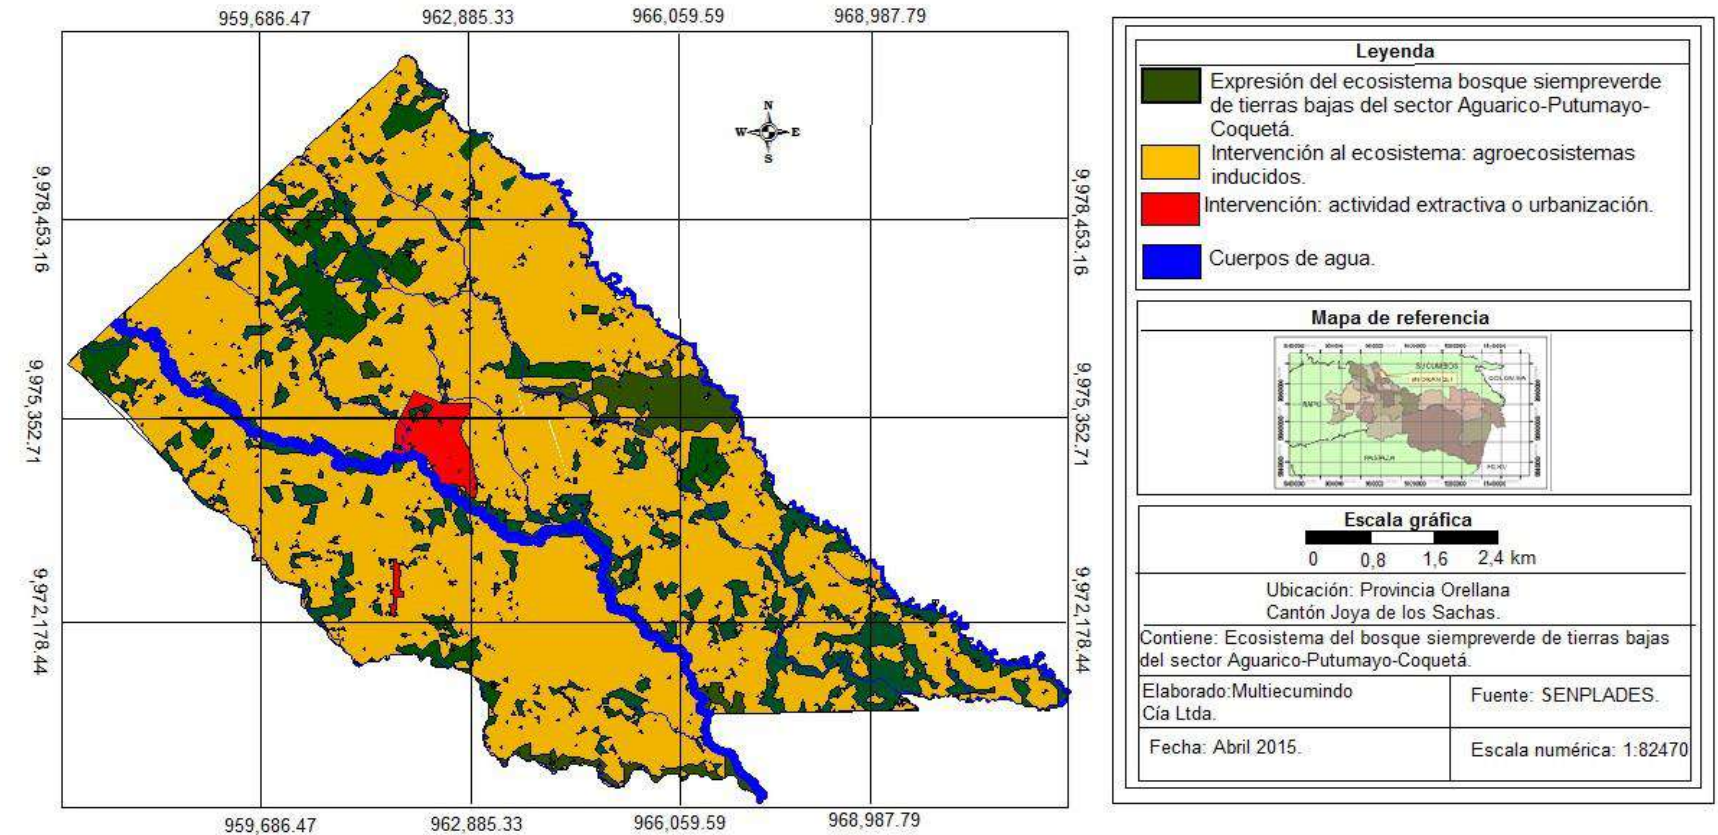 959,686.47 962,885.33 966,059.59 968,987.79
N
W E
S
9,978,453.16
9,978,453.16
9,975,352.71
9,975,352.71
9,972,178.44
9,972,178.44
959,686.47 962,885.33 966,059.59 968,987.79
Leyenda
Expresión del ecosistema bosque siempreverde
de tierras bajas del sector Aguarico-Putumayo-
Coquetá.
Intervención al ecosistema: agroecosistemas
inducidos.
Intervención: actividad extractiva o urbanización.
Cuerpos de agua.
Mapa de referencia
SUCUMBIOS
COLOMBIA
NAPO
PASTAZA
PERU
Escala gráfica
0 0,8 1,6 2,4 km
Ubicación: Provincia Orellana
Cantón Joya de los Sachas.
Contiene: Ecosistema del bosque siempreverde de tierras bajas
del sector Aguarico-Putumayo-Coquetá.
Elaborado:Multiecumindo
Cía Ltda.
Fuente: SENPLADES.
Fecha: Abril 2015.
Escala numérica: 1:82470